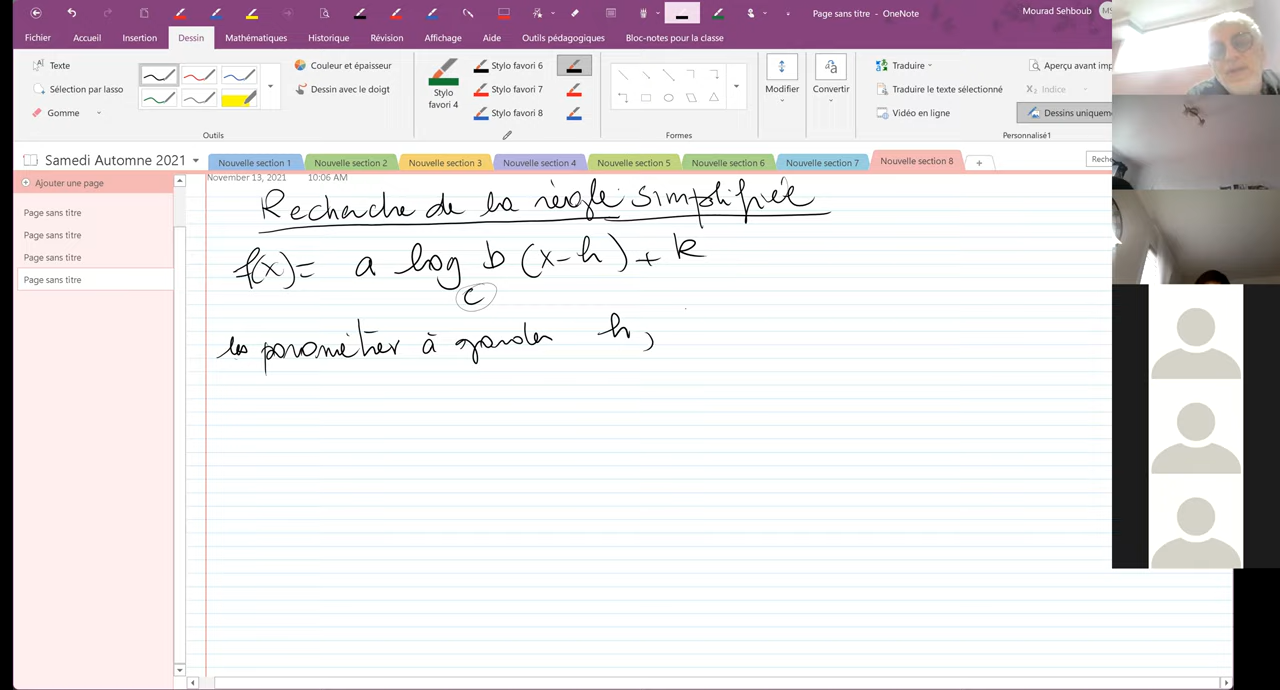 Page sans titre - OneNote
Mourad Sehboub
MS
Fichier Accueil Insertion Dessin Mathématiques Historique Révision Affichage Aide Outils pédagogiques Bloc-notes pour la classe
Texte
Sélection par lasso
Gomme
Outils
Couleur et épaisseur
Dessin avec le doigt
Stylo favori 4
Stylo favori 6
Stylo favori 7
Stylo favori 8
Formes
Modifier
Convertir
Traduire
Traduire le texte sélectionné
Vidéo en ligne
Aperçu avant imp
Indice
Dessins uniqueme
Personnalisé1
Samedi Automne 2021
Nouvelle section 1 Nouvelle section 2 Nouvelle section 3 Nouvelle section 4 Nouvelle section 5 Nouvelle section 6 Nouvelle section 7 Nouvelle section 8
Reche
Ajouter une page
Page sans titre
Page sans titre
Page sans titre
Page sans titre
November 13, 2021 10:06 AM
Recherche de la règle simplifiée
f(x) = a log b (x-h) + k
c
les paramètres à garder h,